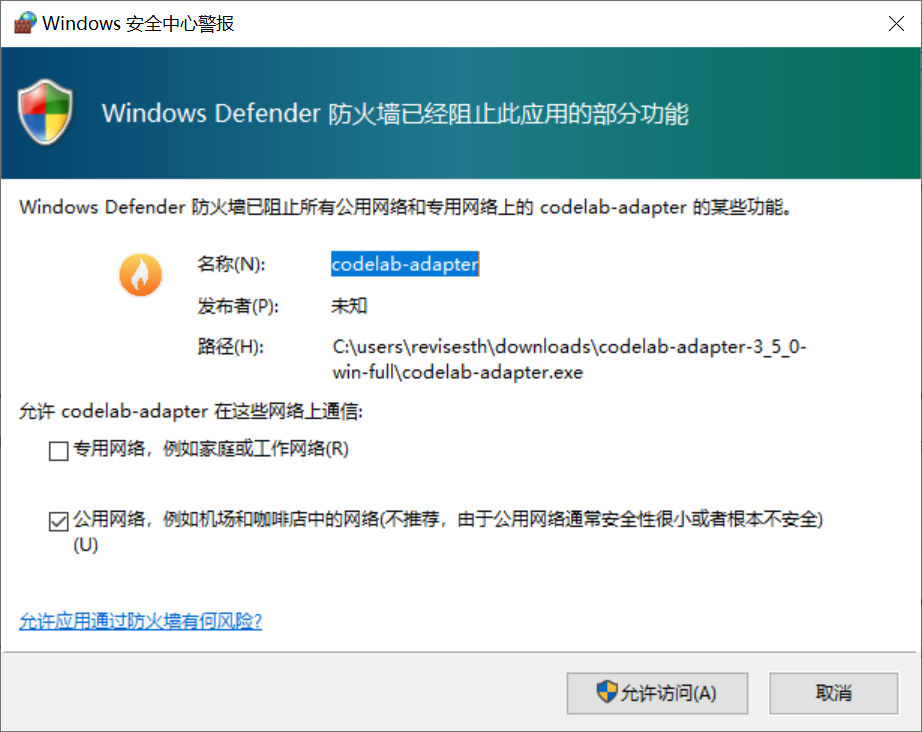 Windows 安全中心警报
Windows Defender 防火墙已经阻止此应用的部分功能
Windows Defender 防火墙已阻止所有公用网络和专用网络上的 codelab-adapter 的某些功能。
名称(N): codelab-adapter
发布者(P): 未知
路径(H): C:\users\revisesth\downloads\codelab-adapter-3_5_0-
win-full\codelab-adapter.exe
允许 codelab-adapter 在这些网络上通信:
专用网络，例如家庭或工作网络(R)
公用网络，例如机场和咖啡店中的网络(不推荐，由于公用网络通常安全性很小或者根本不安全)
(U)
允许应用通过防火墙有何风险?
允许访问(A) 取消